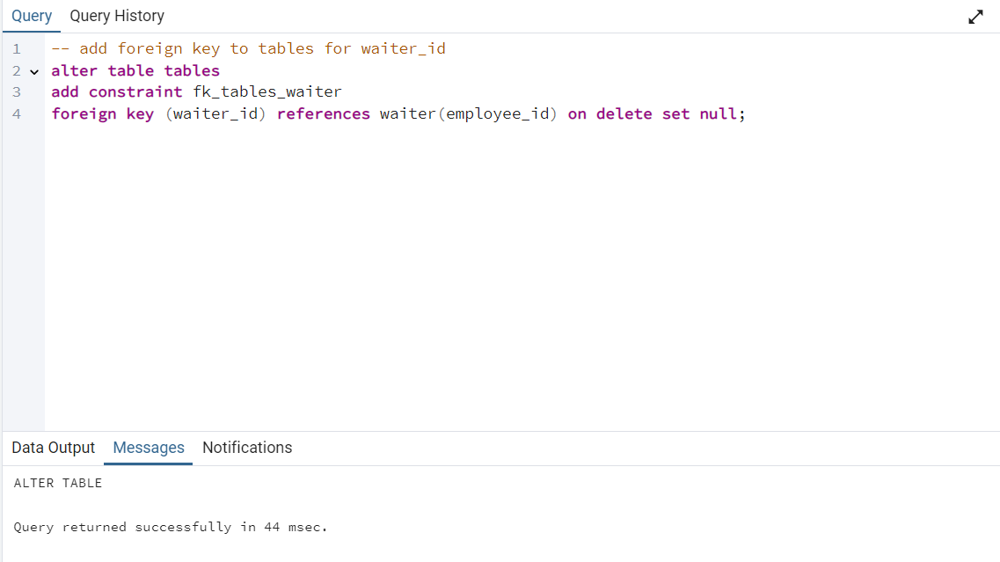 Query Query History
1 -- add foreign key to tables for waiter_id
2 alter table tables
3 add constraint fk_tables_waiter
4 foreign key (waiter_id) references waiter(employee_id) on delete set null;
Data Output Messages Notifications
ALTER TABLE
Query returned successfully in 44 msec.